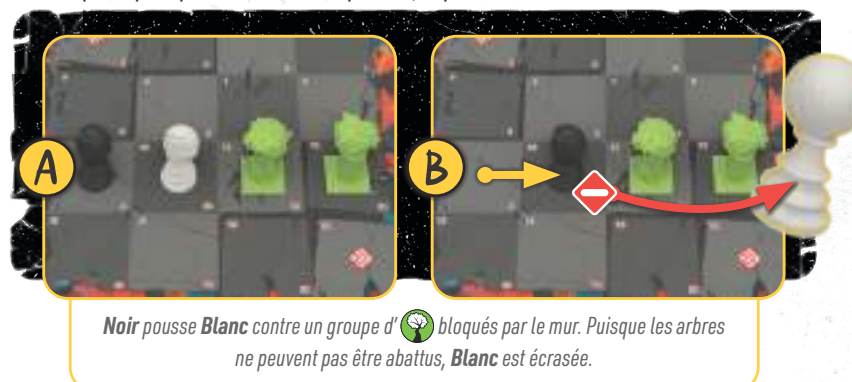 A
B
Noir pousse Blanc contre un groupe d' bloqués par le mur. Puisque les arbres
ne peuvent pas être abattus, Blanc est écrasée.